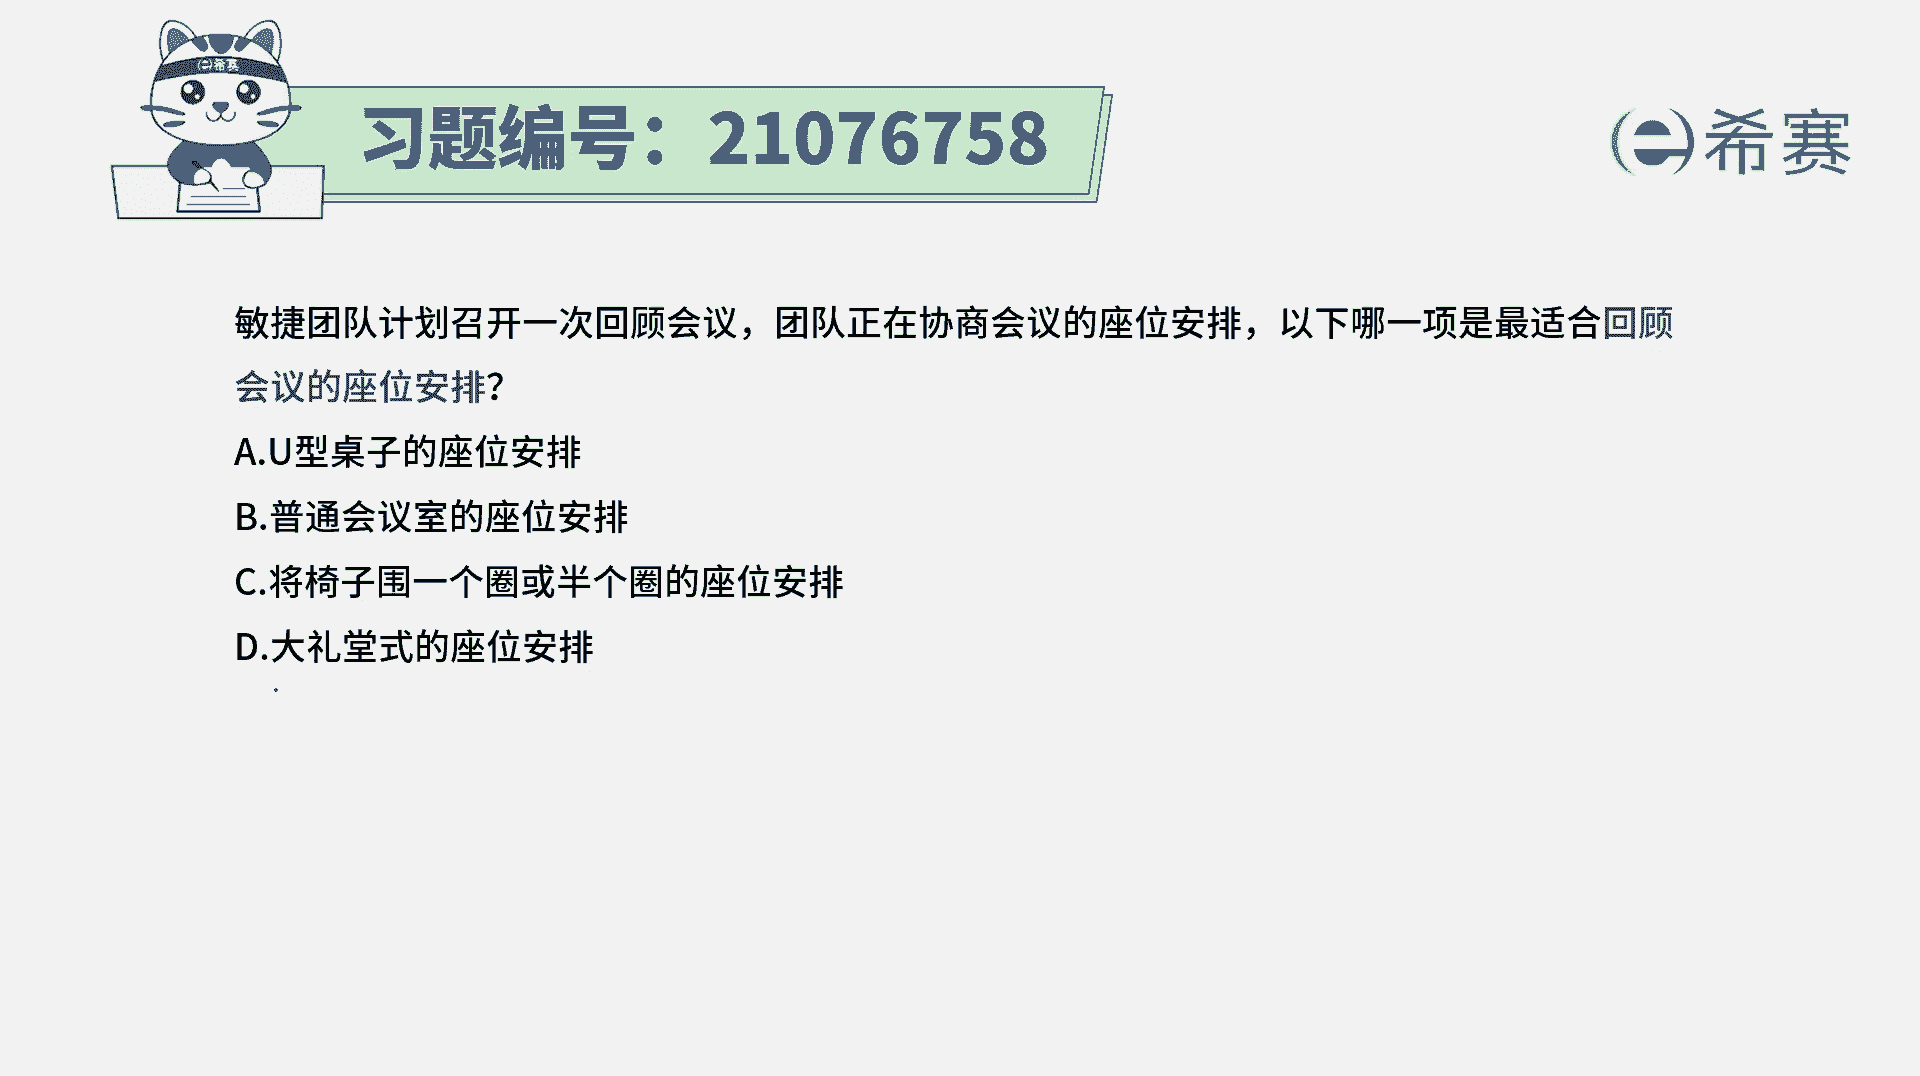 希赛
习题编号：21076758
希赛
敏捷团队计划召开一次回顾会议，团队正在协商会议的座位安排，以下哪一项是最适合回顾
会议的座位安排？
A.U型桌子的座位安排
B.普通会议室的座位安排
C.将椅子围一个圈或半个圈的座位安排
D.大礼堂式的座位安排